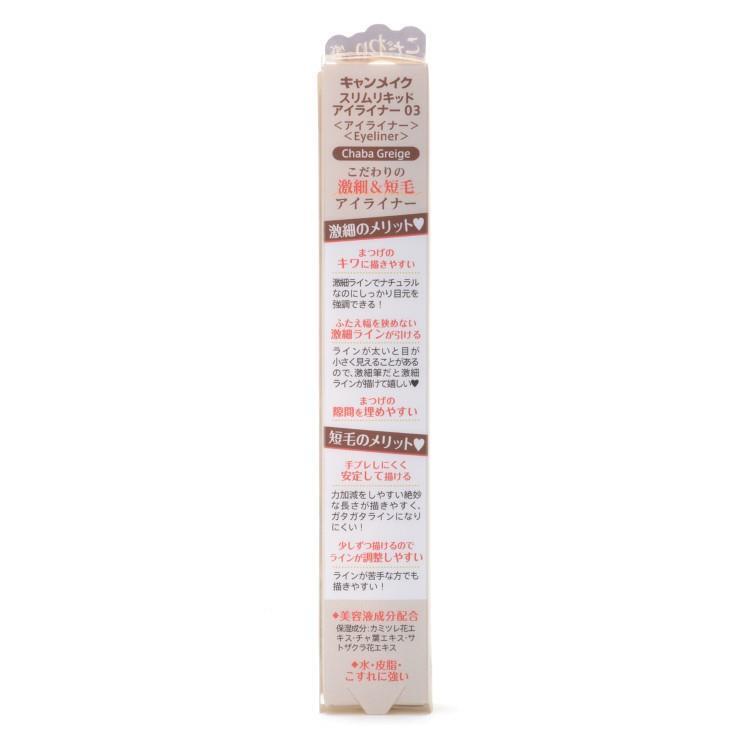 こだわり筆
キャンメイク
スリムリキッド
アイライナー 03
＜アイライナー＞
＜Eyeliner＞
Chaba Greige
こだわりの
激細＆短毛
アイライナー
激細のメリット♥
まつげの
キワに描きやすい
激細ラインでナチュラル
なのにしっかり目元を
強調できる！
ふたえ幅を狭めない
激細ラインが引ける
ラインが太いと目が
小さく見えることがある
ので、激細筆だと激細
ラインが描けて嬉しい♥
まつげの
隙間を埋めやすい
短毛のメリット♥
手ブレしにくく
安定して描ける
力加減をしやすい絶妙
な長さが描きやすく、
ガタガタラインになり
にくい！
少しずつ描けるので
ラインが調整しやすい
ラインが苦手な方でも
描きやすい！
◆美容液成分配合
保湿成分：カミツレ花エ
キス・チャ葉エキス・サ
トザクラ花エキス
◆水・皮脂・
こすれに強い